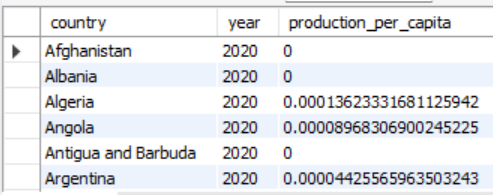 country year production_per_capita
Afghanistan 2020 0
Albania 2020 0
Algeria 2020 0.00013623331681125942
Angola 2020 0.00008968306900245225
Antigua and Barbuda 2020 0
Argentina 2020 0.00004425565963503243